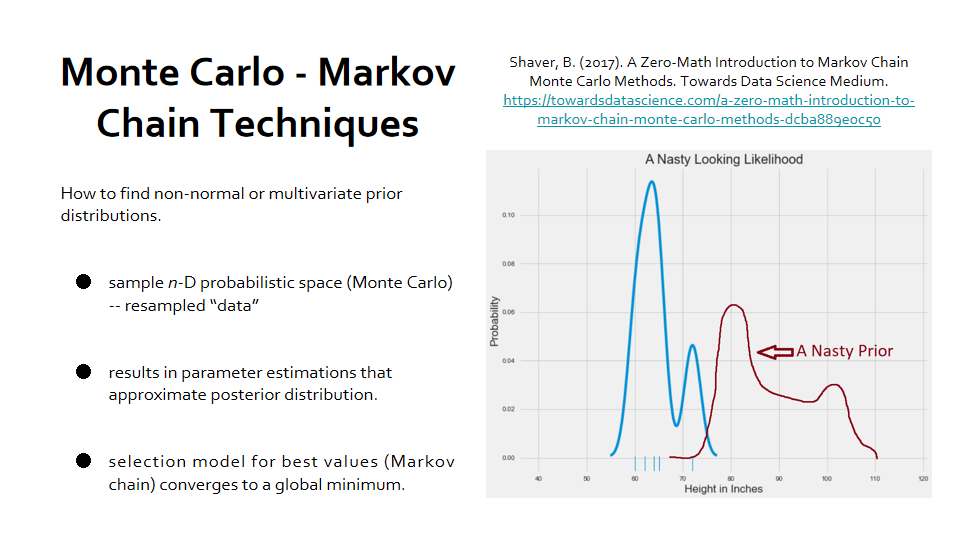 Monte Carlo - Markov
Chain Techniques
How to find non-normal or multivariate prior
distributions.
● sample n-D probabilistic space (Monte Carlo)
-- resampled “data”
● results in parameter estimations that
approximate posterior distribution.
● selection model for best values (Markov
chain) converges to a global minimum.
Shaver, B. (2017). A Zero-Math Introduction to Markov Chain
Monte Carlo Methods. Towards Data Science Medium.
https://towardsdatascience.com/a-zero-math-introduction-to-
markov-chain-monte-carlo-methods-dcba889e0c50
A Nasty Looking Likelihood
Probability
0.10
0.08
0.06
0.04
0.02
0.00
A Nasty Prior
40 50 60 70 80 90 100 110 120
Height in Inches